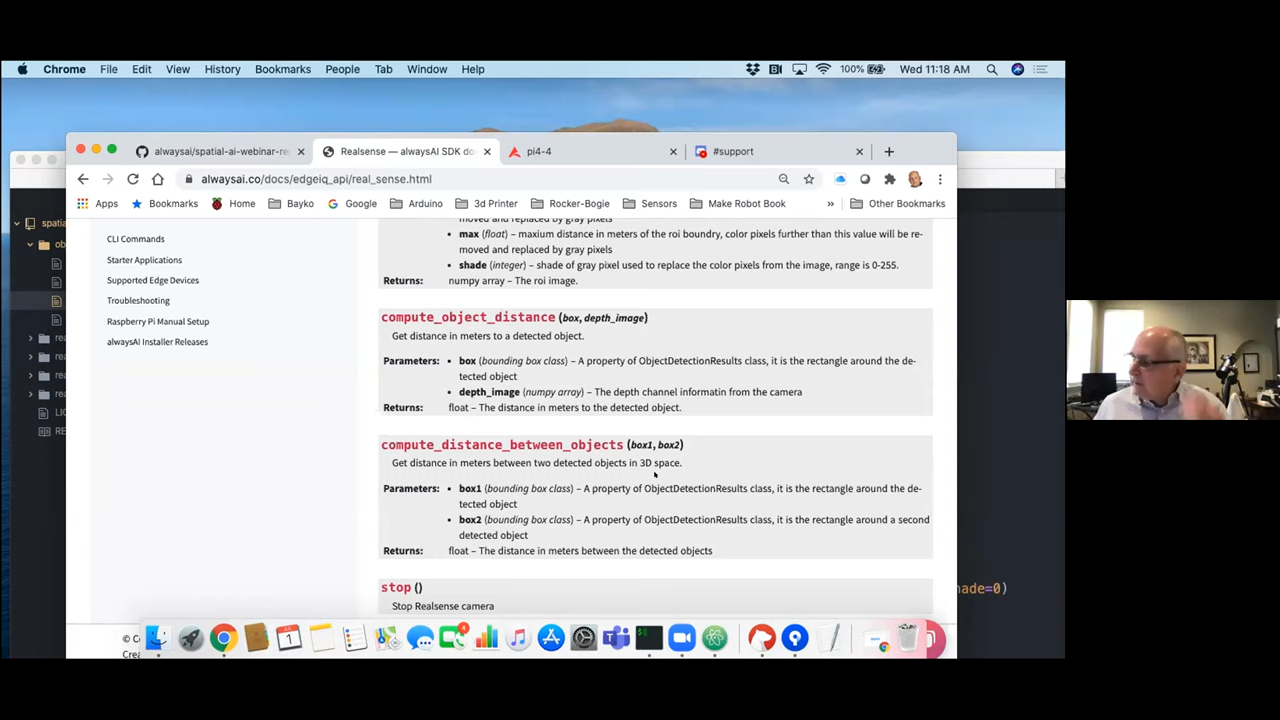 Chrome File Edit View History Bookmarks People Tab Window Help 100% Wed 11:18 AM
alwaysai/spatial-ai-webinar-re Realsense — alwaysAI SDK do pi4-4 #support
alwaysai.co/docs/edgeiq_api/real_sense.html
Apps Bookmarks Home Bayko Google Arduino 3d Printer Rocker-Bogie Sensors Make Robot Book » Other Bookmarks
spati
ob
re
re
re
re
LI
RE
CLI Commands
Starter Applications
Supported Edge Devices
Troubleshooting
Raspberry Pi Manual Setup
alwaysAI Installer Releases
moved and replaced by gray pixels
• max (float) – maxium distance in meters of the roi boundry, color pixels further than this value will be re-
moved and replaced by gray pixels
• shade (integer) – shade of gray pixel used to replace the color pixels from the image, range is 0-255.
Returns: numpy array – The roi image.
compute_object_distance (box, depth_image)
Get distance in meters to a detected object.
Parameters: • box (bounding box class) – A property of ObjectDetectionResults class, it is the rectangle around the de-
tected object
• depth_image (numpy array) – The depth channel informatin from the camera
Returns: float – The distance in meters to the detected object.
compute_distance_between_objects (box1, box2)
Get distance in meters between two detected objects in 3D space.
Parameters: • box1 (bounding box class) – A property of ObjectDetectionResults class, it is the rectangle around the de-
tected object
• box2 (bounding box class) – A property of ObjectDetectionResults class, it is the rectangle around a second
detected object
Returns: float – The distance in meters between the detected objects
stop ()
Stop Realsense camera
hade=0)
© C
Crea
1
4